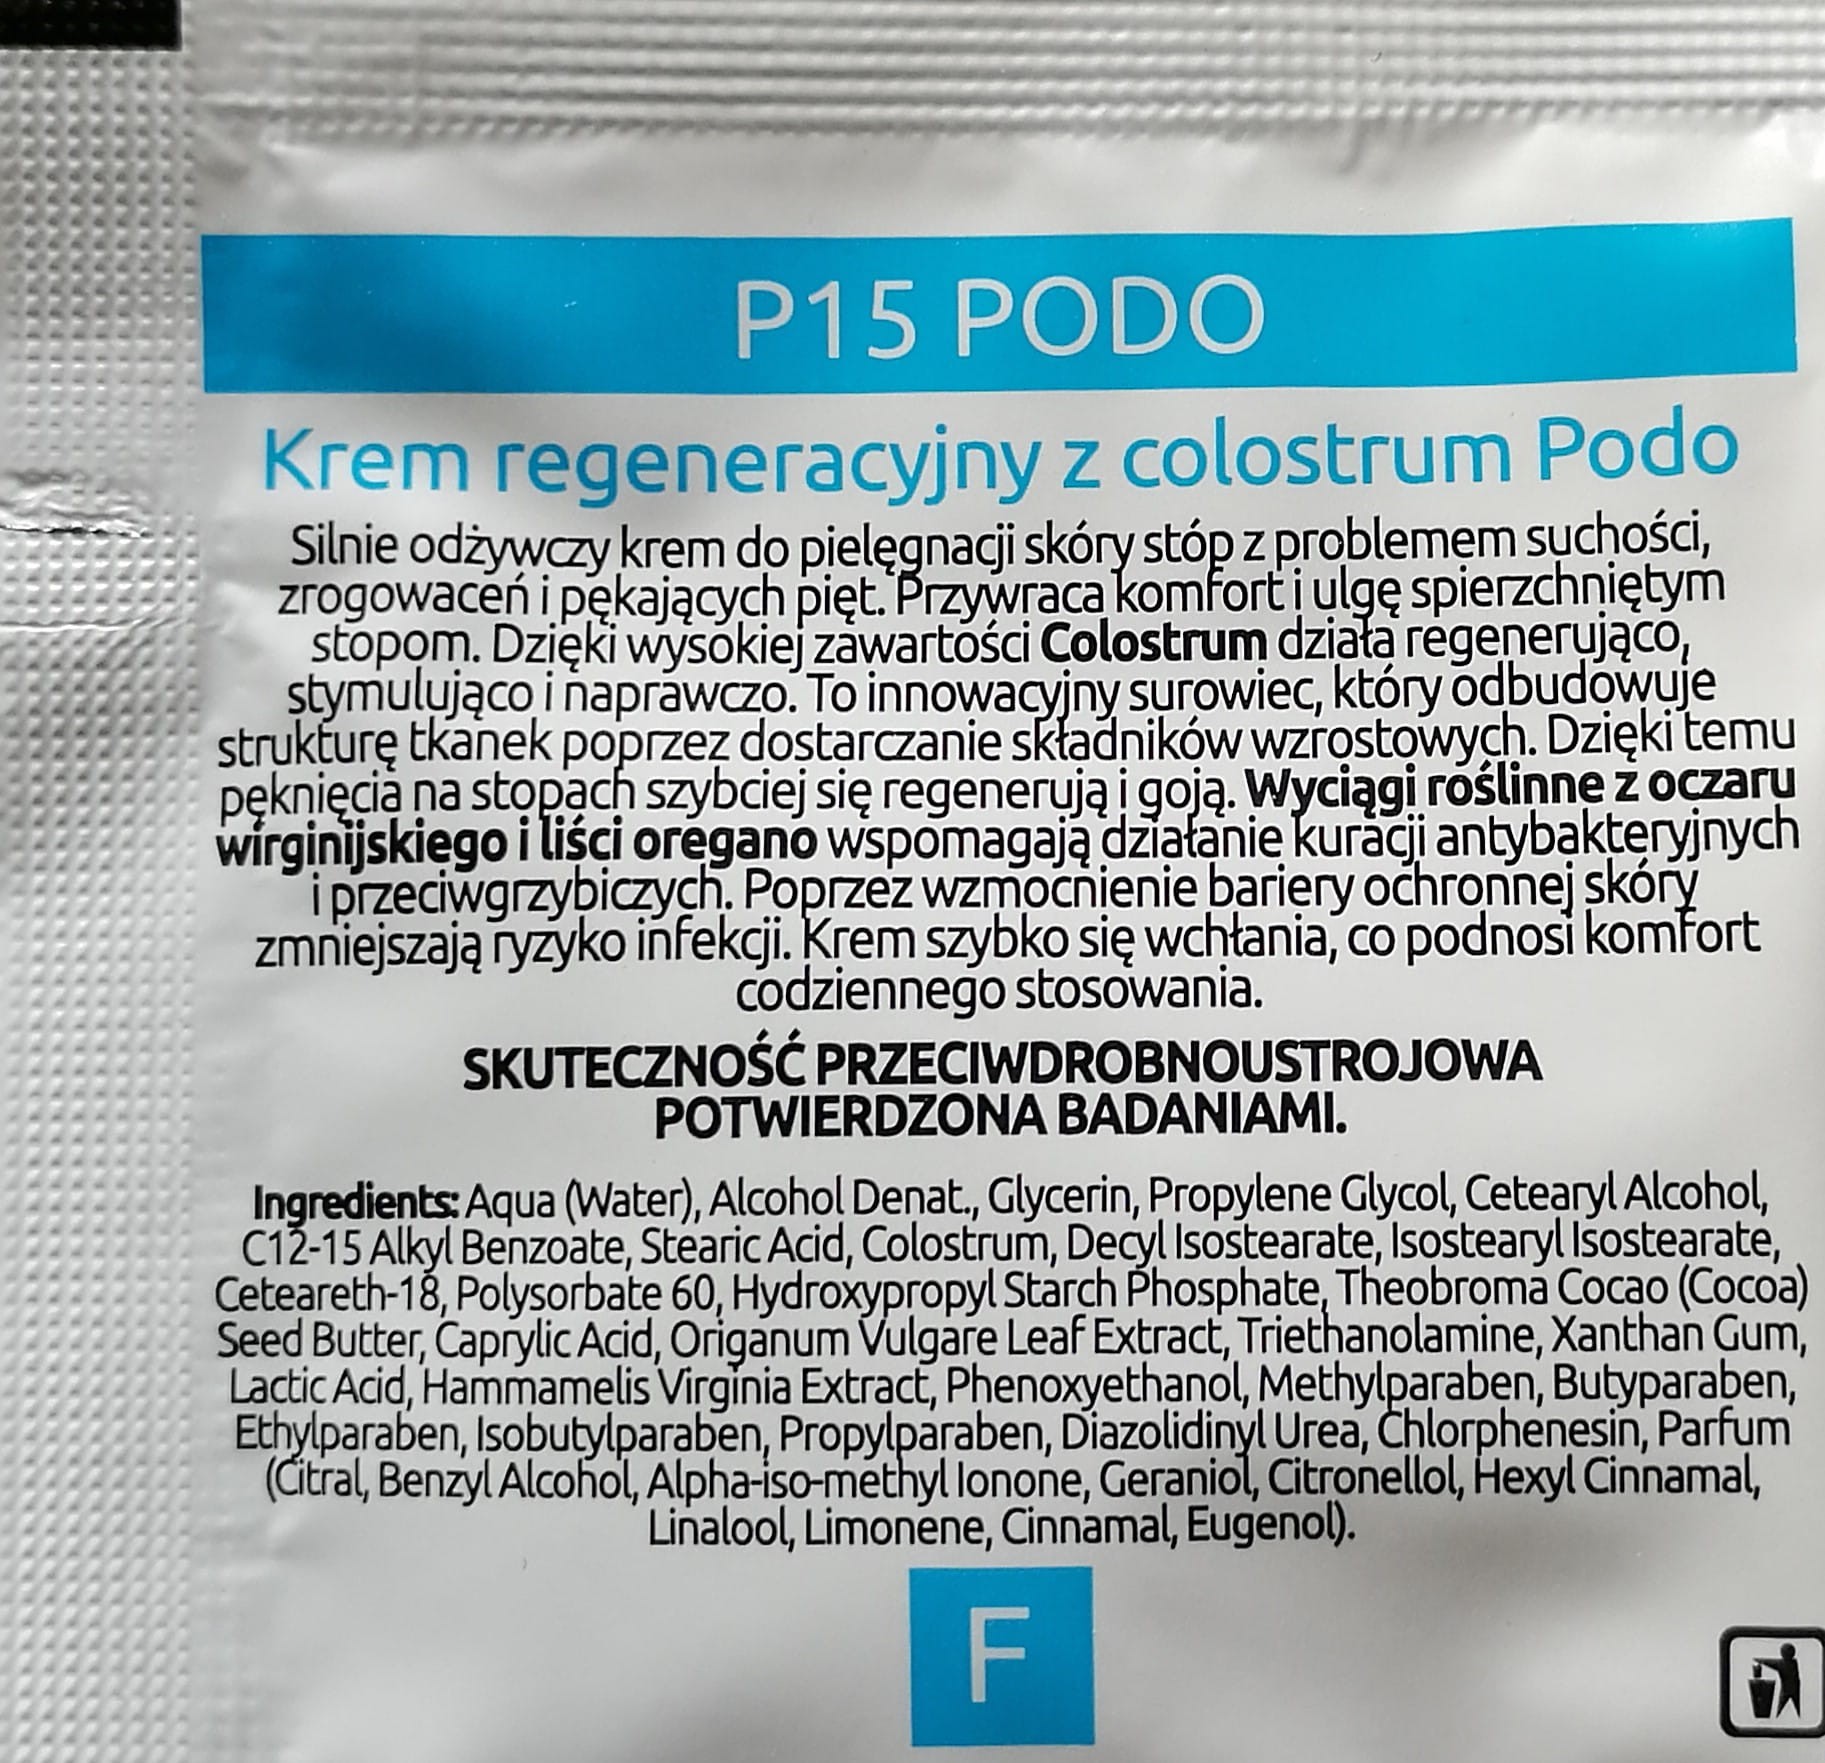 P15 PODO
Krem regeneracyjny z colostrum Podo
Silnie odżywczy krem do pielęgnacji skóry stóp z problemem suchości,
zrogowaceń i pękających pięt. Przywraca komfort i ulgę spierzchniętym
stopom. Dzięki wysokiej zawartości Colostrum działa regenerująco,
stymulująco i naprawczo. To innowacyjny surowiec, który odbudowuje
strukturę tkanek poprzez dostarczanie składników wzrostowych. Dzięki temu
pęknięcia na stopach szybciej się regenerują i goją. Wyciągi roślinne z oczaru
wirginijskiego i liści oregano wspomagają działanie kuracji antybakteryjnych
i przeciwgrzybiczych. Poprzez wzmocnienie bariery ochronnej skóry
zmniejszają ryzyko infekcji. Krem szybko się wchłania, co podnosi komfort
codziennego stosowania.
SKUTECZNOŚĆ PRZECIWDROBNOUSTROJOWA
POTWIERDZONA BADANIAMI.
Ingredients: Aqua (Water), Alcohol Denat., Glycerin, Propylene Glycol, Cetearyl Alcohol,
C12-15 Alkyl Benzoate, Stearic Acid, Colostrum, Decyl Isostearate, Isostearyl Isostearate,
Ceteareth-18, Polysorbate 60, Hydroxypropyl Starch Phosphate, Theobroma Cocao (Cocoa)
Seed Butter, Caprylic Acid, Origanum Vulgare Leaf Extract, Triethanolamine, Xanthan Gum,
Lactic Acid, Hammamelis Virginia Extract, Phenoxyethanol, Methylparaben, Butyparaben,
Ethylparaben, Isobutylparaben, Propylparaben, Diazolidinyl Urea, Chlorphenesin, Parfum
(Citral, Benzyl Alcohol, Alpha-iso-methyl Ionone, Geraniol, Citronellol, Hexyl Cinnamal,
Linalool, Limonene, Cinnamal, Eugenol).
F